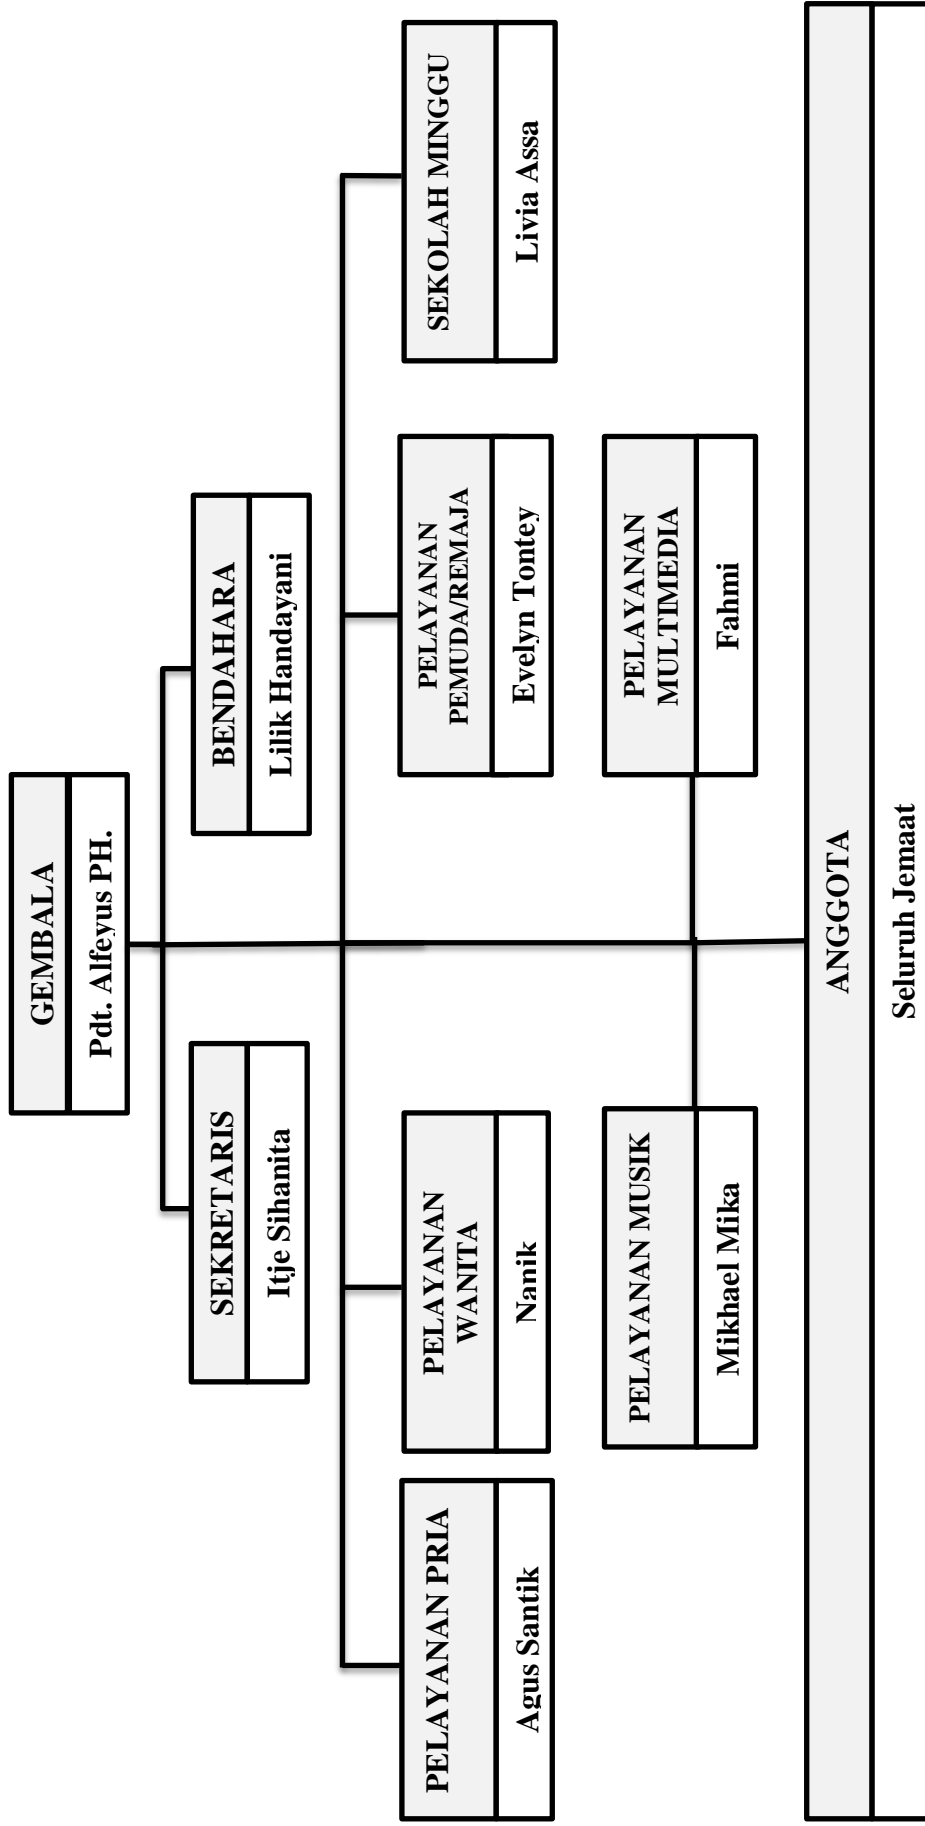 GEMBALA
Pdt. Alfeyus PH.
SEKRETARIS
Itje Sihanita
BENDAHARA
Lilik Handayani
PELAYANAN PRIA
Agus Santik
PELAYANAN
WANITA
Nanik
PELAYANAN
PEMUDA/REMAJA
Evelyn Tontey
SEKOLAH MINGGU
Livia Assa
PELAYANAN MUSIK
Mikhael Mika
PELAYANAN
MULTIMEDIA
Fahmi
ANGGOTA
Seluruh Jemaat